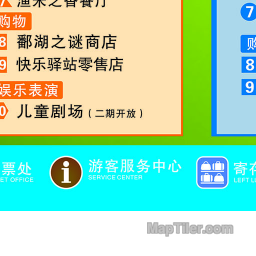 7 渔米之香餐厅
7
购物
购
8 鄱湖之谜商店
8
9 快乐驿站零售店
9
娱乐表演
0 儿童剧场（二期开放）
票处
ET OFFICE
i 游客服务中心
SERVICE CENTER
寄存
LEFT L
MapTiler.com